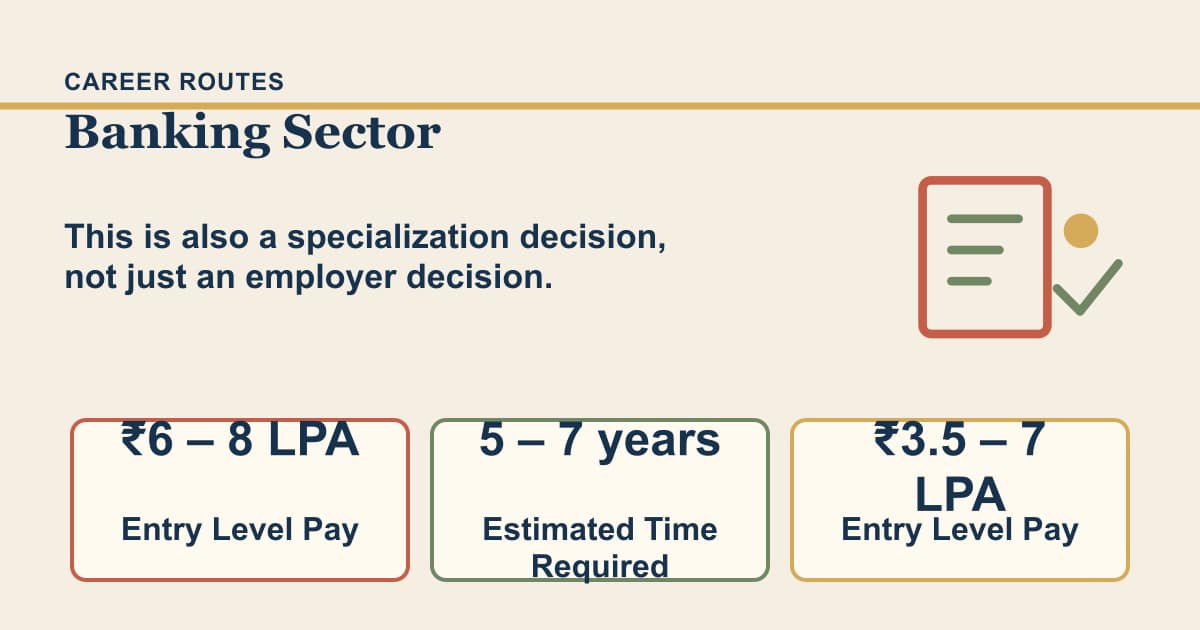 CAREER ROUTES
Banking Sector
This is also a specialization decision,
not just an employer decision.
₹6 – 8 LPA
Entry Level Pay
5 – 7 years
Estimated Time
Required
₹3.5 – 7
LPA
Entry Level Pay